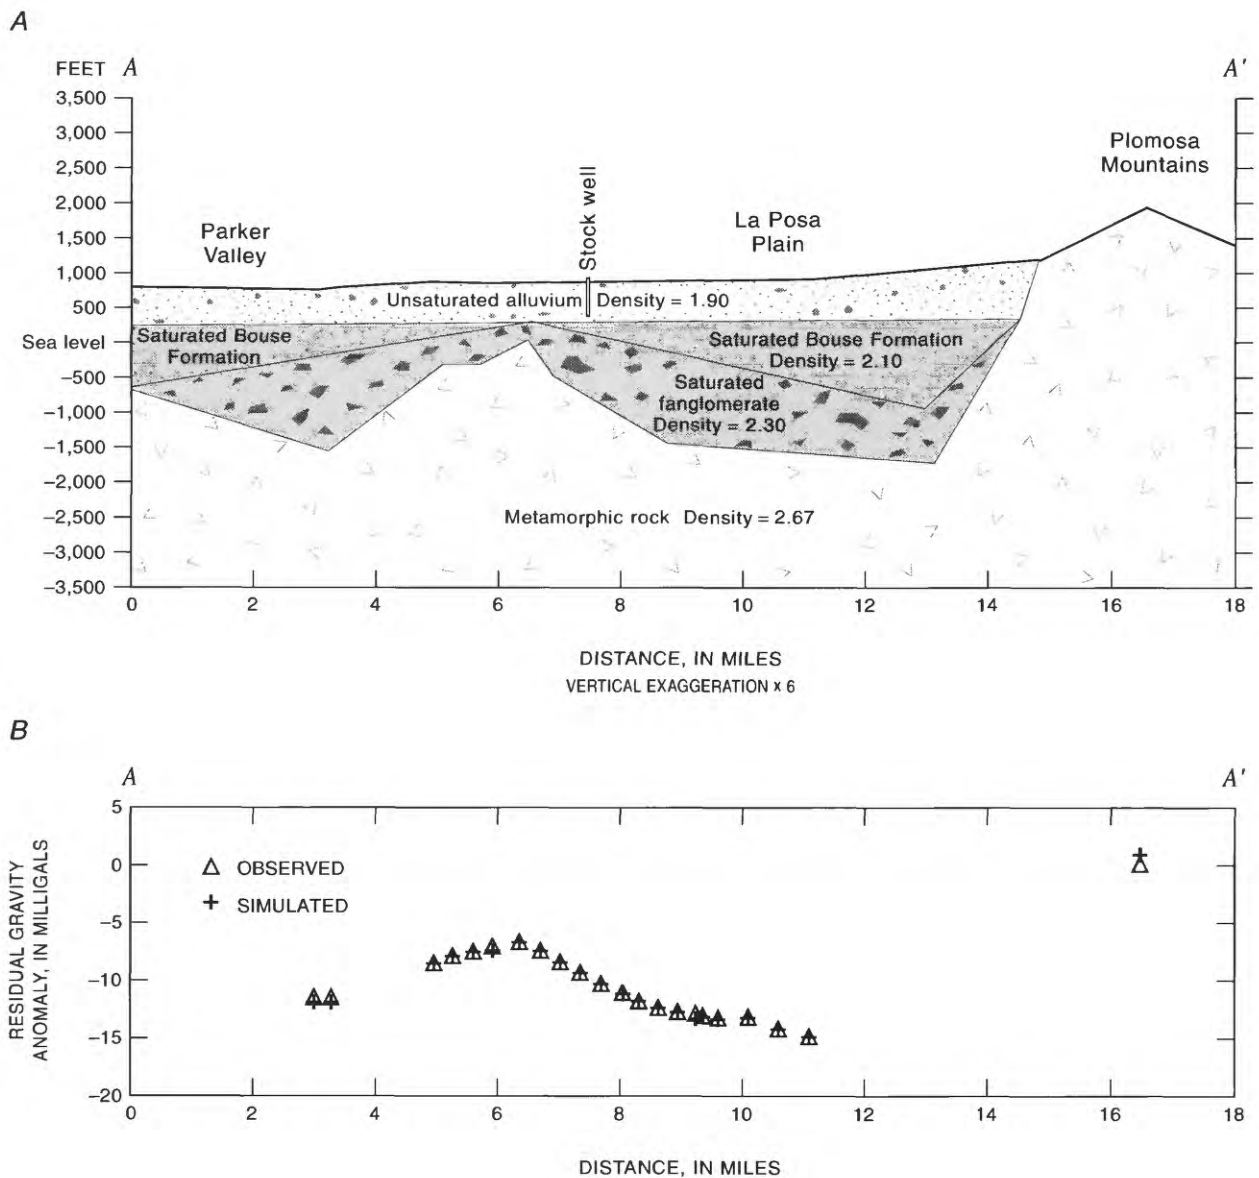 A
FEET A A'
3,500
3,000
2,500
2,000
1,500
1,000
500
Sea level
–500
–1,000
–1,500
–2,000
–2,500
–3,000
–3,500
Parker
Valley
Stock well
La Posa
Plain
Plomosa
Mountains
Unsaturated alluvium Density = 1.90
Saturated Bouse
Formation
Saturated Bouse Formation
Density = 2.10
Saturated
fanglomerate
Density = 2.30
Metamorphic rock Density = 2.67
0 2 4 6 8 10 12 14 16 18
DISTANCE, IN MILES
VERTICAL EXAGGERATION x 6
B
A A'
RESIDUAL GRAVITY
ANOMALY, IN MILLIGALS
5
0
–5
–10
–15
–20
OBSERVED
SIMULATED
0 2 4 6 8 10 12 14 16 18
DISTANCE, IN MILES